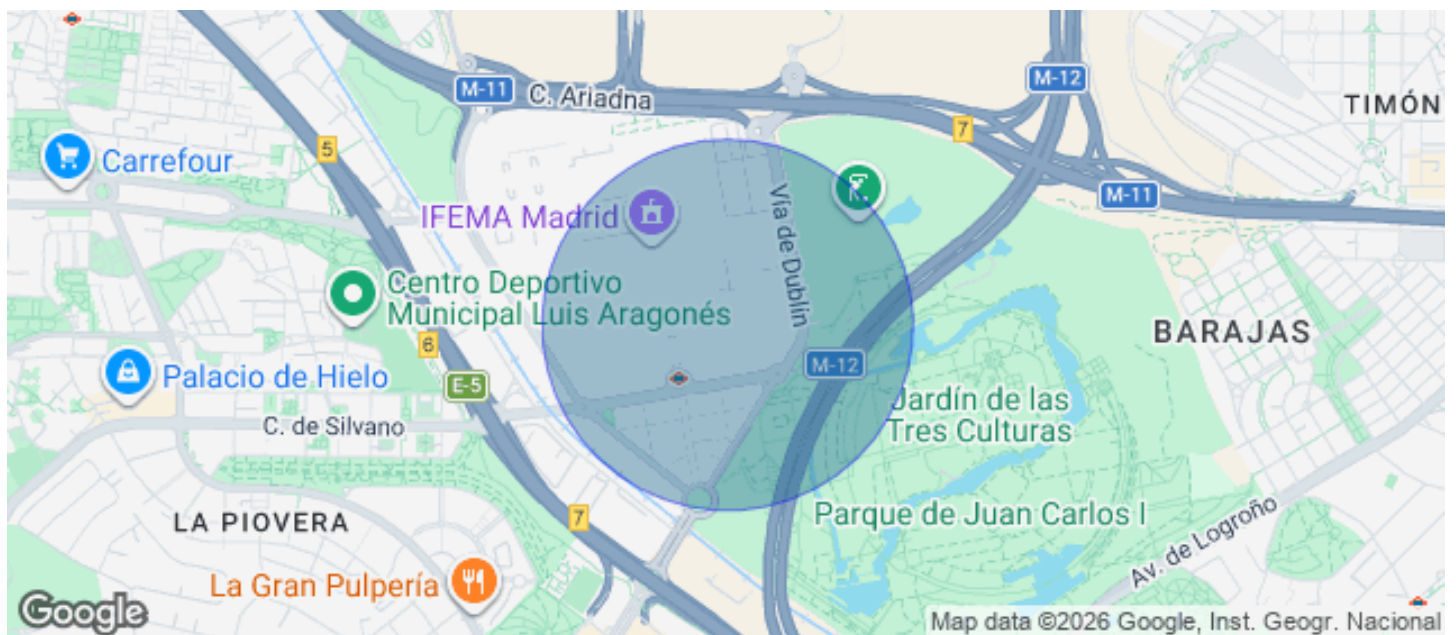 M-12
M-11
C. Ariadna
TIMÓN
7
5
Carrefour
M-11
IFEMA Madrid
Vía de Dublín
Centro Deportivo
Municipal Luis Aragonés
BARAJAS
6
M-12
Palacio de Hielo
E-5
Jardín de las
Tres Culturas
C. de Silvano
LA PIOVERA
7
Parque de Juan Carlos I
Av. de Logroño
La Gran Pulpería
Google
Map data ©2026 Google, Inst. Geogr. Nacional